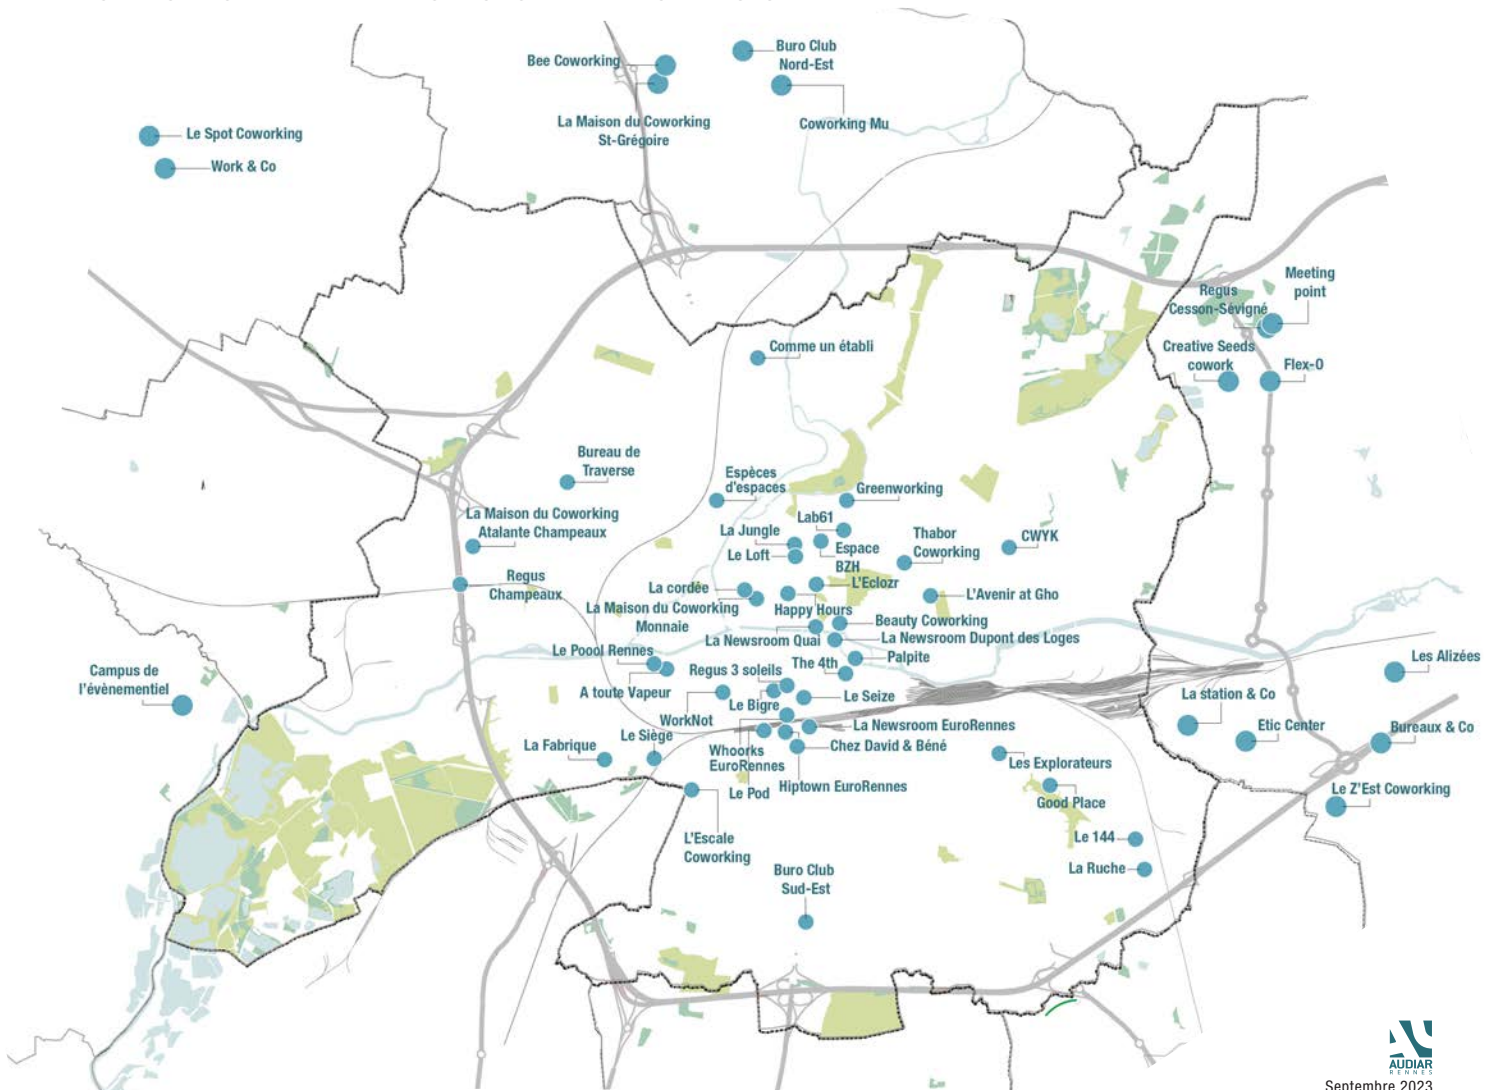 Buro Club
Nord-Est
Bee Coworking
La Maison du Coworking
St-Grégoire
Coworking Mu
Le Spot Coworking
Work & Co
Meeting
point
Regus
Cesson-Sévigné
Creative Seeds
cowork
Flex-O
Comme un établi
Bureau de
Traverse
Espèces
d'espaces
Greenworking
La Maison du Coworking
Atalante Champeaux
Lab61
La Jungle
Le Loft
Espace
BZH
Thabor
Coworking
CWYK
Regus
Champeaux
La cordée
L'Eclozr
L'Avenir at Gho
La Maison du Coworking
Monnaie
Happy Hours
Beauty Coworking
La Newsroom Quai
La Newsroom Dupont des Loges
Le Poool Rennes
Palpite
Regus 3 soleils
The 4th
Campus de
l'évènementiel
A toute Vapeur
Le Bigre
Le Seize
Les Alizées
La station & Co
WorkNot
La Newsroom EuroRennes
Etic Center
Bureaux & Co
La Fabrique
Le Siège
Whoorks
EuroRennes
Chez David & Béné
Les Explorateurs
Le Pod
Hiptown EuroRennes
Good Place
Le Z'Est Coworking
L'Escale
Coworking
Le 144
La Ruche
Buro Club
Sud-Est
AUDIAR
RENNES
Septembre 2023